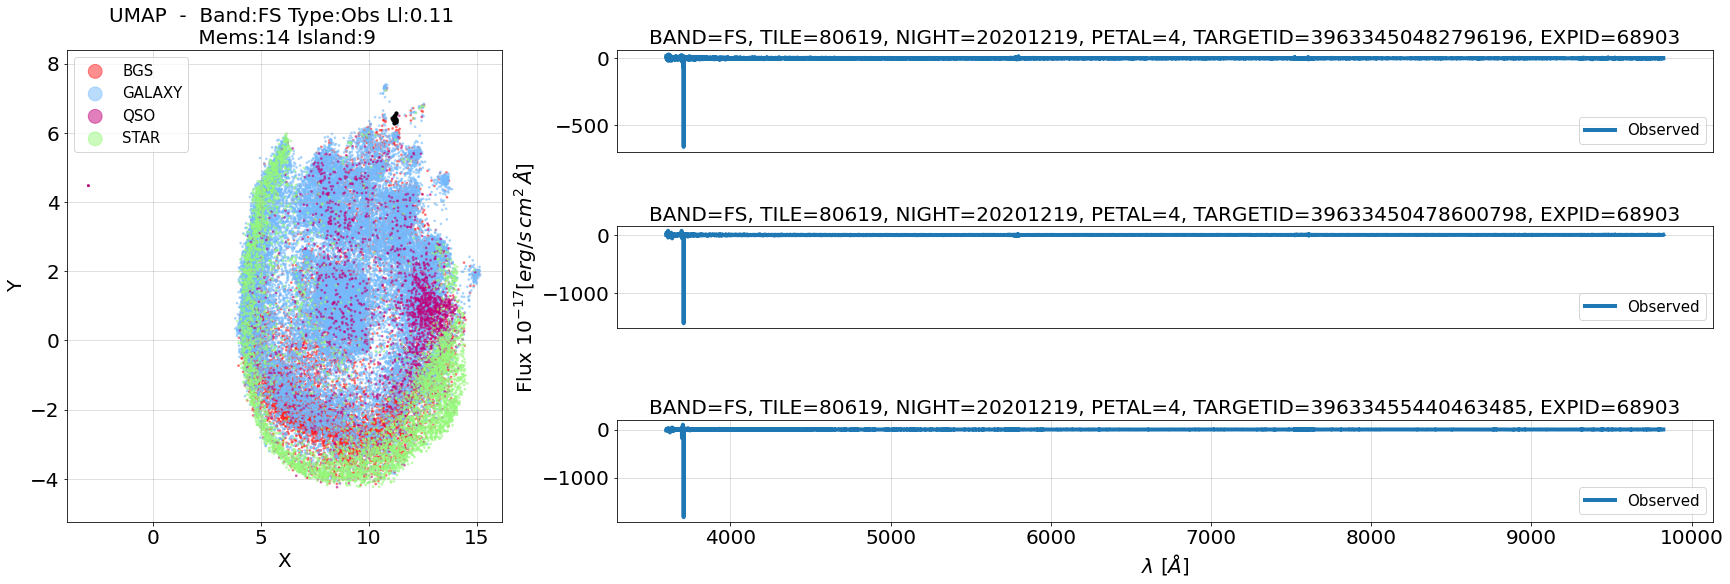 UMAP  -  Band:FS Type:Obs Ll:0.11
Mems:14 Island:9
8
6
4
2
0
−2
−4
Y
0
5
10
15
X
BGS
GALAXY
QSO
STAR
Flux 10⁻¹⁷[erg/s cm² Å]
BAND=FS, TILE=80619, NIGHT=20201219, PETAL=4, TARGETID=39633450482796196, EXPID=68903
0
−500
Observed
BAND=FS, TILE=80619, NIGHT=20201219, PETAL=4, TARGETID=39633450478600798, EXPID=68903
0
−1000
Observed
BAND=FS, TILE=80619, NIGHT=20201219, PETAL=4, TARGETID=39633455440463485, EXPID=68903
0
−1000
Observed
4000
5000
6000
7000
8000
9000
10000
λ [Å]